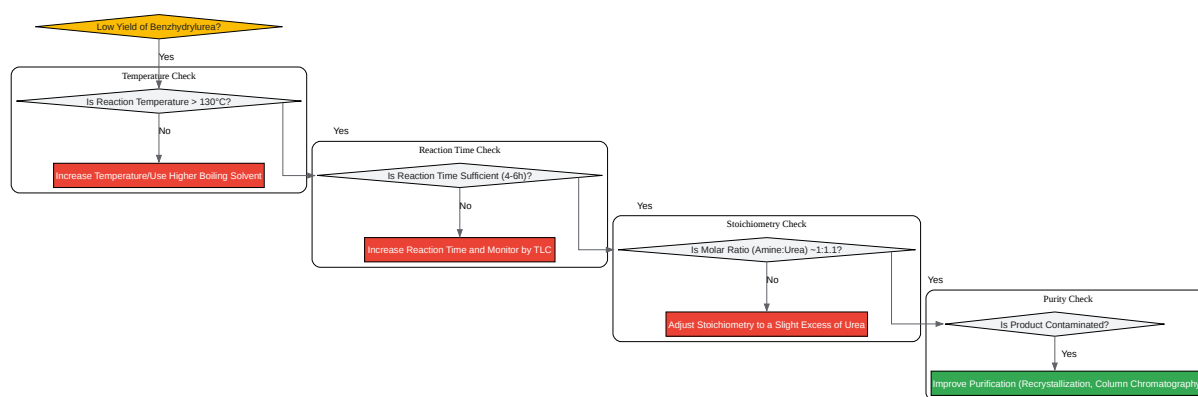 Low Yield of Benzhydrylurea?
Yes
Temperature Check
Is Reaction Temperature > 130°C?
No
Increase Temperature/Use Higher Boiling Solvent
Yes
Reaction Time Check
Is Reaction Time Sufficient (4-6h)?
No
Increase Reaction Time and Monitor by TLC
Yes
Stoichiometry Check
Is Molar Ratio (Amine:Urea) ~1:1.1?
No
Adjust Stoichiometry to a Slight Excess of Urea
Yes
Purity Check
Is Product Contaminated?
Yes
Improve Purification (Recrystallization, Column Chromatography